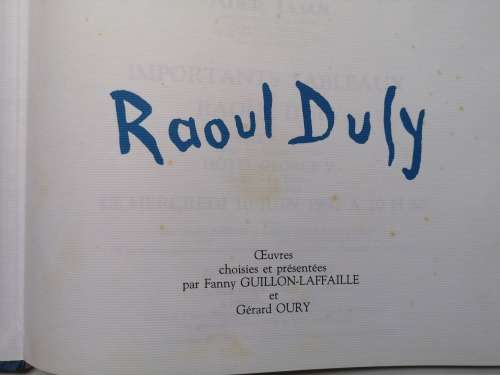 Raoul Dufy
Œuvres
choisies et présentées
par Fanny GUILLON-LAFFAILLE
et
Gérard OURY